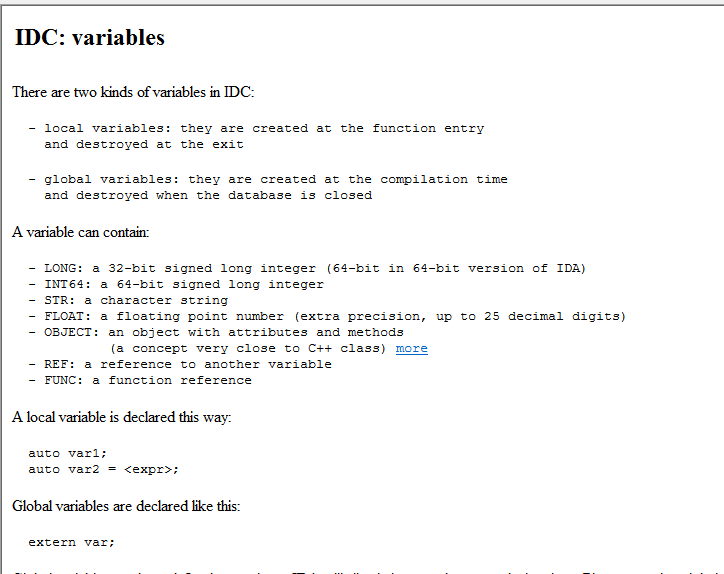 IDC: variables
There are two kinds of variables in IDC:
- local variables: they are created at the function entry
and destroyed at the exit
- global variables: they are created at the compilation time
and destroyed when the database is closed
A variable can contain:
- LONG: a 32-bit signed long integer (64-bit in 64-bit version of IDA)
- INT64: a 64-bit signed long integer
- STR: a character string
- FLOAT: a floating point number (extra precision, up to 25 decimal digits)
- OBJECT: an object with attributes and methods
(a concept very close to C++ class) more
- REF: a reference to another variable
- FUNC: a function reference
A local variable is declared this way:
auto var1;
auto var2 = <expr>;
Global variables are declared like this:
extern var;